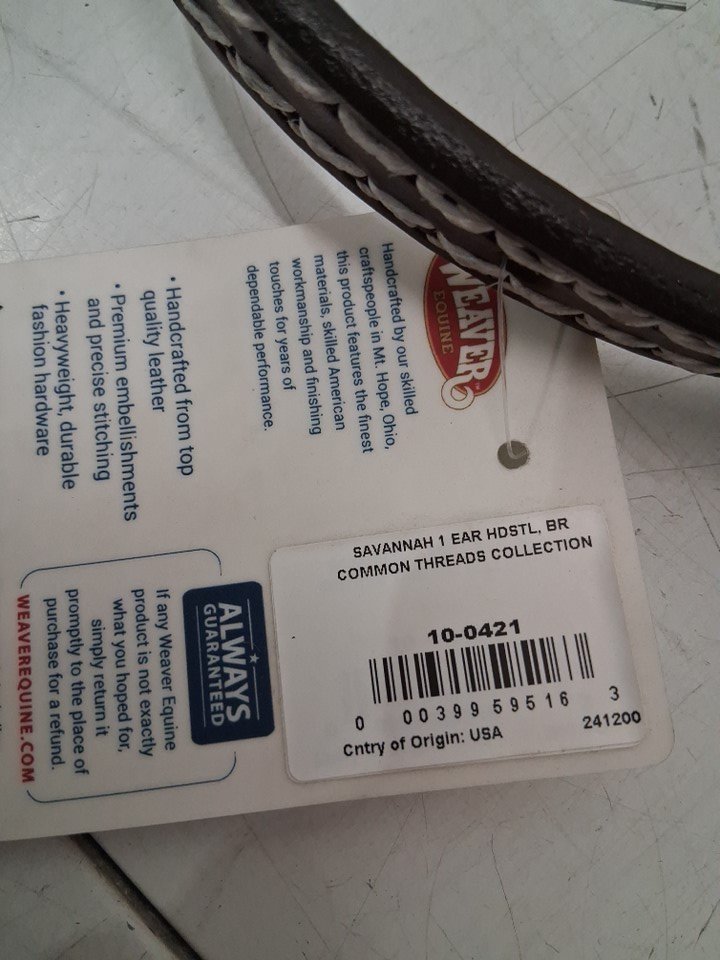 WEAVER
EQUINE
Handcrafted by our skilled
craftspeople in Mt. Hope, Ohio,
this product features the finest
materials, skilled American
workmanship and finishing
touches for years of
dependable performance.
• Handcrafted from top
quality leather
• Premium embellishments
and precise stitching
• Heavyweight, durable
fashion hardware
SAVANNAH 1 EAR HDSTL, BR
COMMON THREADS COLLECTION
10-0421
0 00399 59516 3
Cntry of Origin: USA 241200
ALWAYS
GUARANTEED
If any Weaver Equine
product is not exactly
what you hoped for,
simply return it
promptly to the place of
purchase for a refund.
WEAVEREQUINE.COM